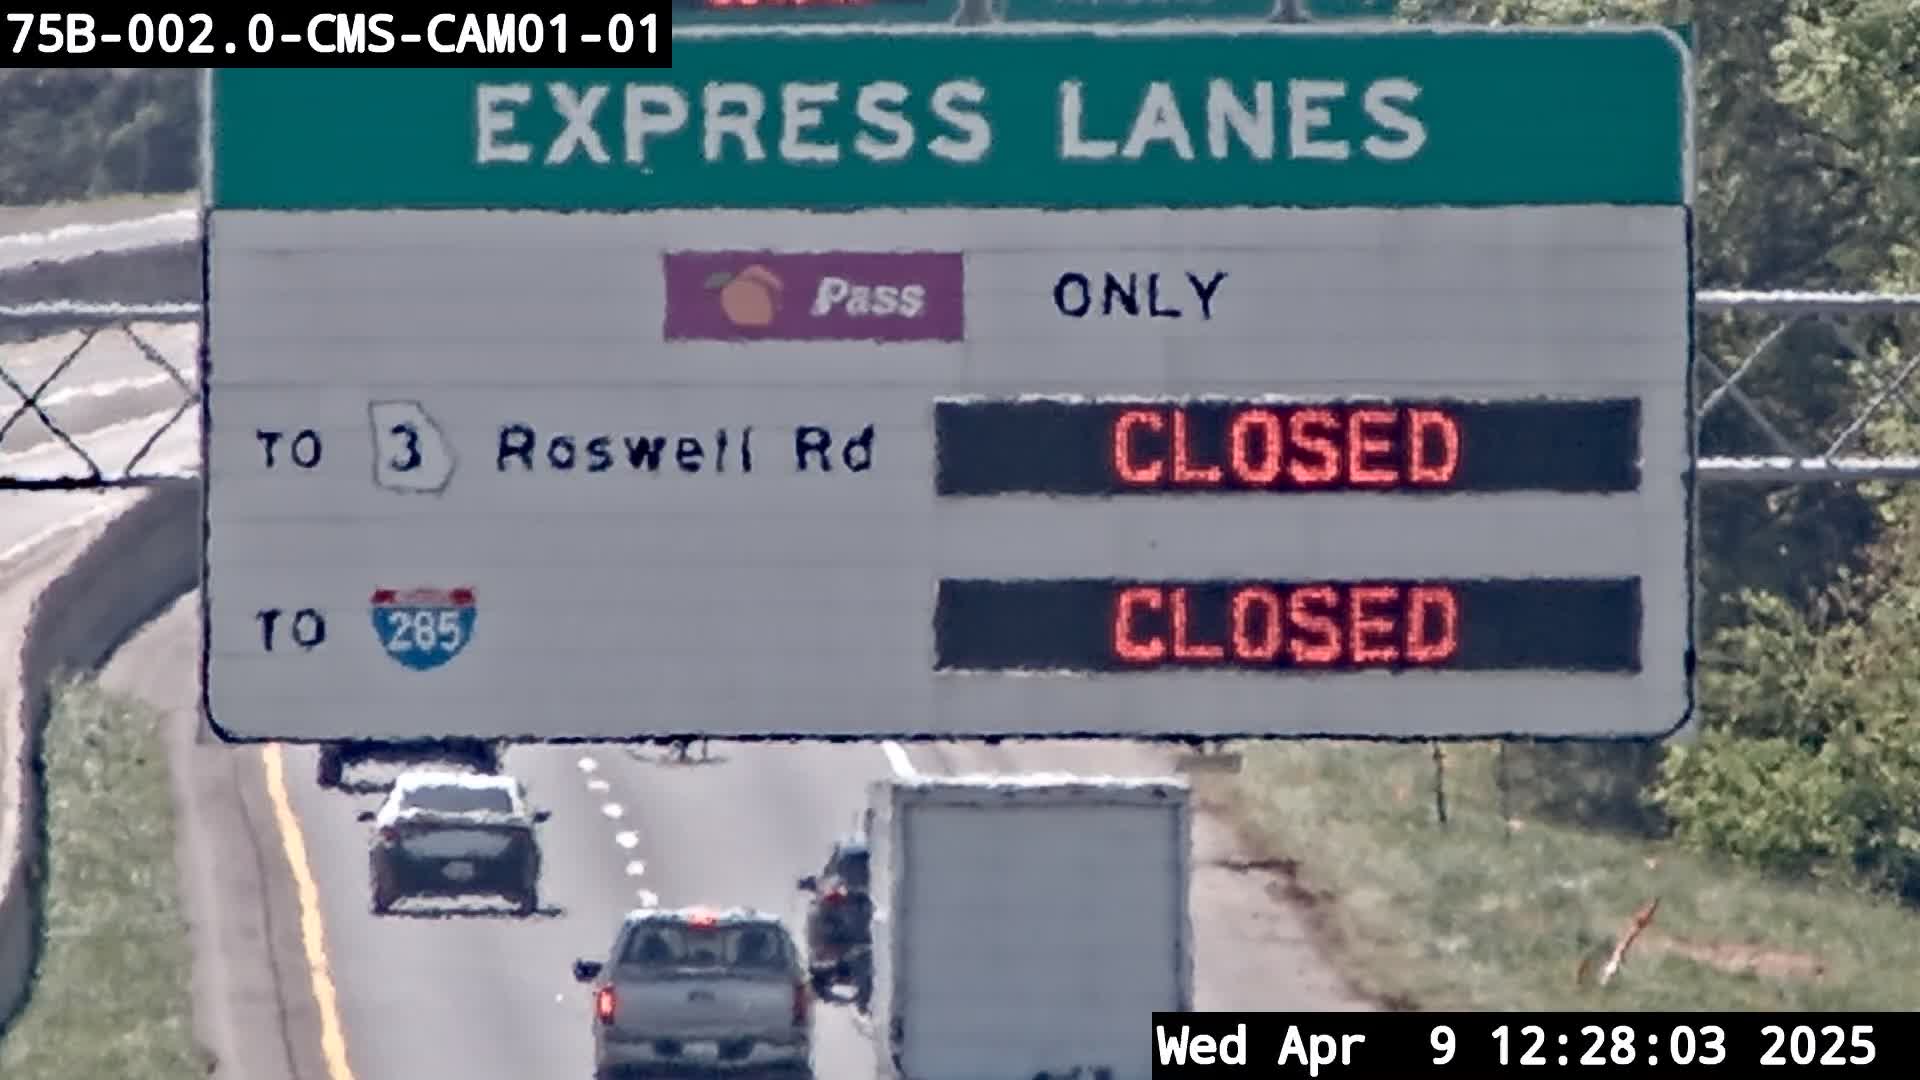 75B-002.0-CMS-CAM01-01
EXPRESS LANES
Pass ONLY
TO 3 Roswell Rd CLOSED
TO 285 CLOSED
Wed Apr 9 12:28:03 2025